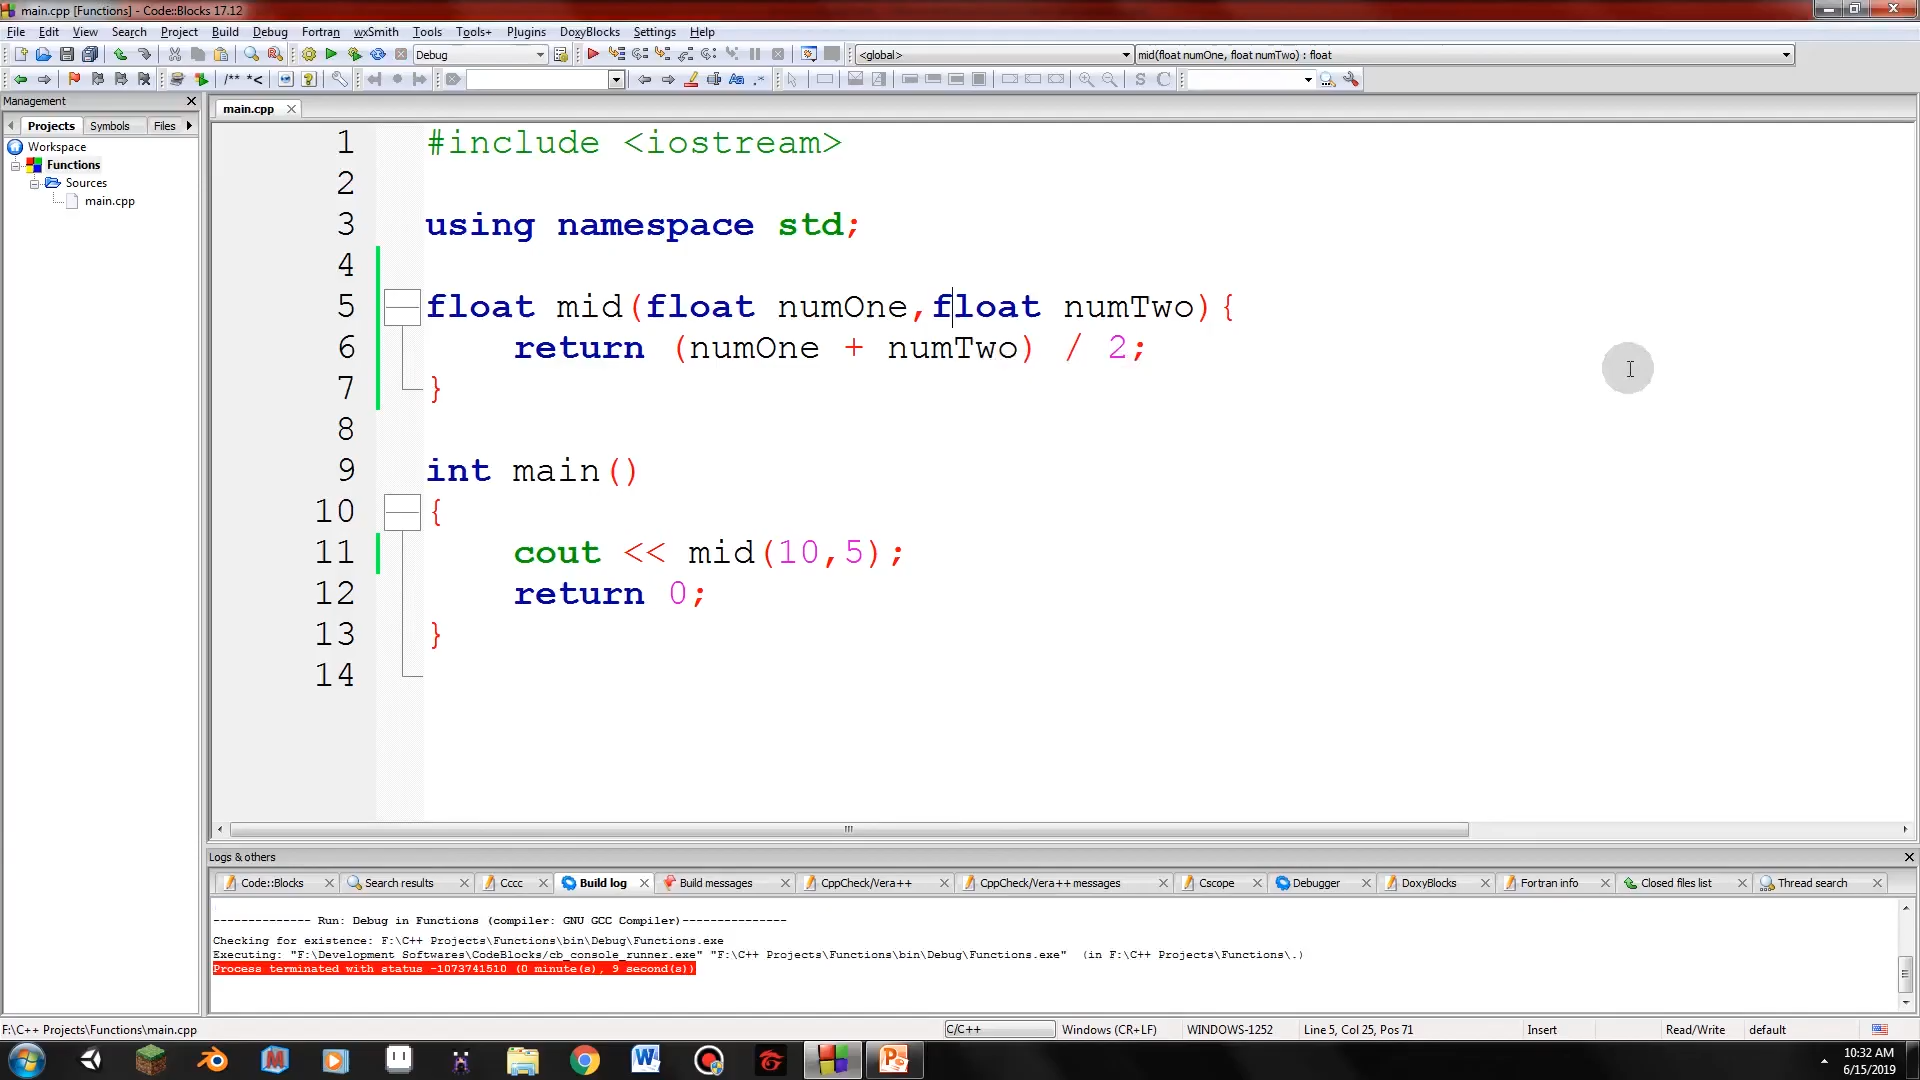 main.cpp [Functions] - Code::Blocks 17.12
File Edit View Search Project Build Debug Fortran wxSmith Tools Tools+ Plugins DoxyBlocks Settings Help
Debug <global> mid(float numOne, float numTwo) : float
/** *< Aa .* S C
Management
main.cpp
Projects Symbols Files
Workspace
Functions
Sources
main.cpp
1 #include <iostream>
2
3 using namespace std;
4
5 float mid(float numOne,float numTwo){
6 return (numOne + numTwo) / 2;
7 }
8
9 int main()
10 {
11 cout << mid(10,5);
12 return 0;
13 }
14
Logs & others
Code::Blocks Search results Cccc Build log Build messages CppCheck/Vera++ CppCheck/Vera++ messages Cscope Debugger DoxyBlocks Fortran info Closed files list Thread search
-------------- Run: Debug in Functions (compiler: GNU GCC Compiler)---------------
Checking for existence: F:\C++ Projects\Functions\bin\Debug\Functions.exe
Executing: "F:\Development Softwares\CodeBlocks/cb_console_runner.exe" "F:\C++ Projects\Functions\bin\Debug\Functions.exe" (in F:\C++ Projects\Functions\.)
Process terminated with status -1073741510 (0 minute(s), 9 second(s))
F:\C++ Projects\Functions\main.cpp C/C++ Windows (CR+LF) WINDOWS-1252 Line 5, Col 25, Pos 71 Insert Read/Write default
10:32 AM
6/15/2019